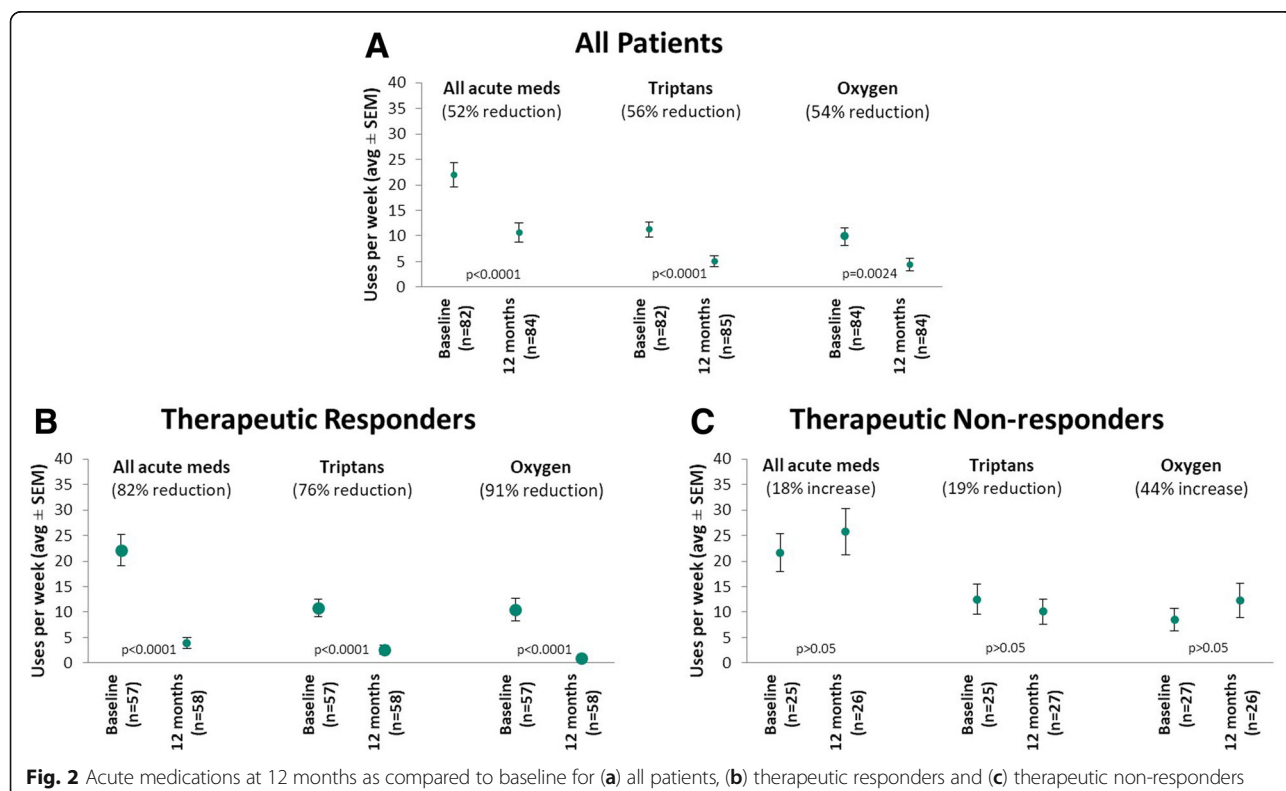 A
All Patients
Uses per week (avg ± SEM)
40
35
30
25
20
15
10
5
0
All acute meds
(52% reduction)
Triptans
(56% reduction)
Oxygen
(54% reduction)
p<0.0001
p<0.0001
p=0.0024
Baseline
(n=82)
12 months
(n=84)
Baseline
(n=82)
12 months
(n=85)
Baseline
(n=84)
12 months
(n=84)
B
Therapeutic Responders
Uses per week (avg ± SEM)
40
35
30
25
20
15
10
5
0
All acute meds
(82% reduction)
Triptans
(76% reduction)
Oxygen
(91% reduction)
p<0.0001
p<0.0001
p<0.0001
Baseline
(n=57)
12 months
(n=58)
Baseline
(n=57)
12 months
(n=58)
Baseline
(n=57)
12 months
(n=58)
C
Therapeutic Non-responders
Uses per week (avg ± SEM)
40
35
30
25
20
15
10
5
0
All acute meds
(18% increase)
Triptans
(19% reduction)
Oxygen
(44% increase)
p>0.05
p>0.05
p>0.05
Baseline
(n=25)
12 months
(n=26)
Baseline
(n=25)
12 months
(n=27)
Baseline
(n=27)
12 months
(n=26)
Fig. 2 Acute medications at 12 months as compared to baseline for (a) all patients, (b) therapeutic responders and (c) therapeutic non-responders